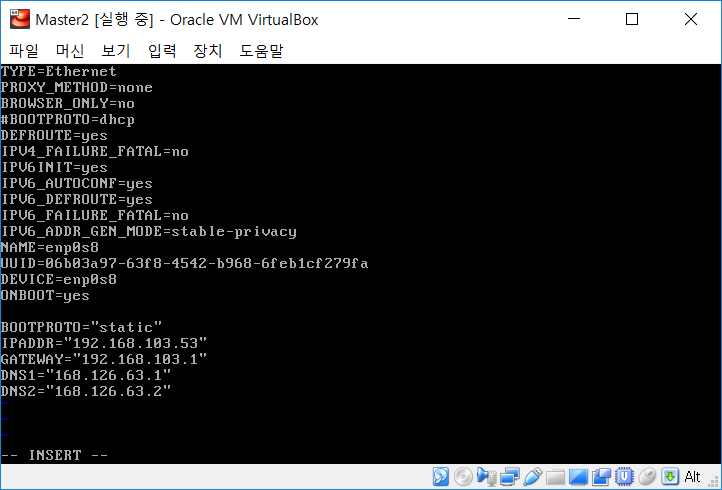 Master2 [실행 중] - Oracle VM VirtualBox
파일 머신 보기 입력 장치 도움말
TYPE=Ethernet
PROXY_METHOD=none
BROWSER_ONLY=no
#BOOTPROTO=dhcp
DEFROUTE=yes
IPV4_FAILURE_FATAL=no
IPV6INIT=yes
IPV6_AUTOCONF=yes
IPV6_DEFROUTE=yes
IPV6_FAILURE_FATAL=no
IPV6_ADDR_GEN_MODE=stable-privacy
NAME=enp0s8
UUID=06b03a97-63f8-4542-b968-6feb1cf279fa
DEVICE=enp0s8
ONBOOT=yes
BOOTPROTO="static"
IPADDR="192.168.103.53"
GATEWAY="192.168.103.1"
DNS1="168.126.63.1"
DNS2="168.126.63.2"
~
~
~
-- INSERT --
Alt